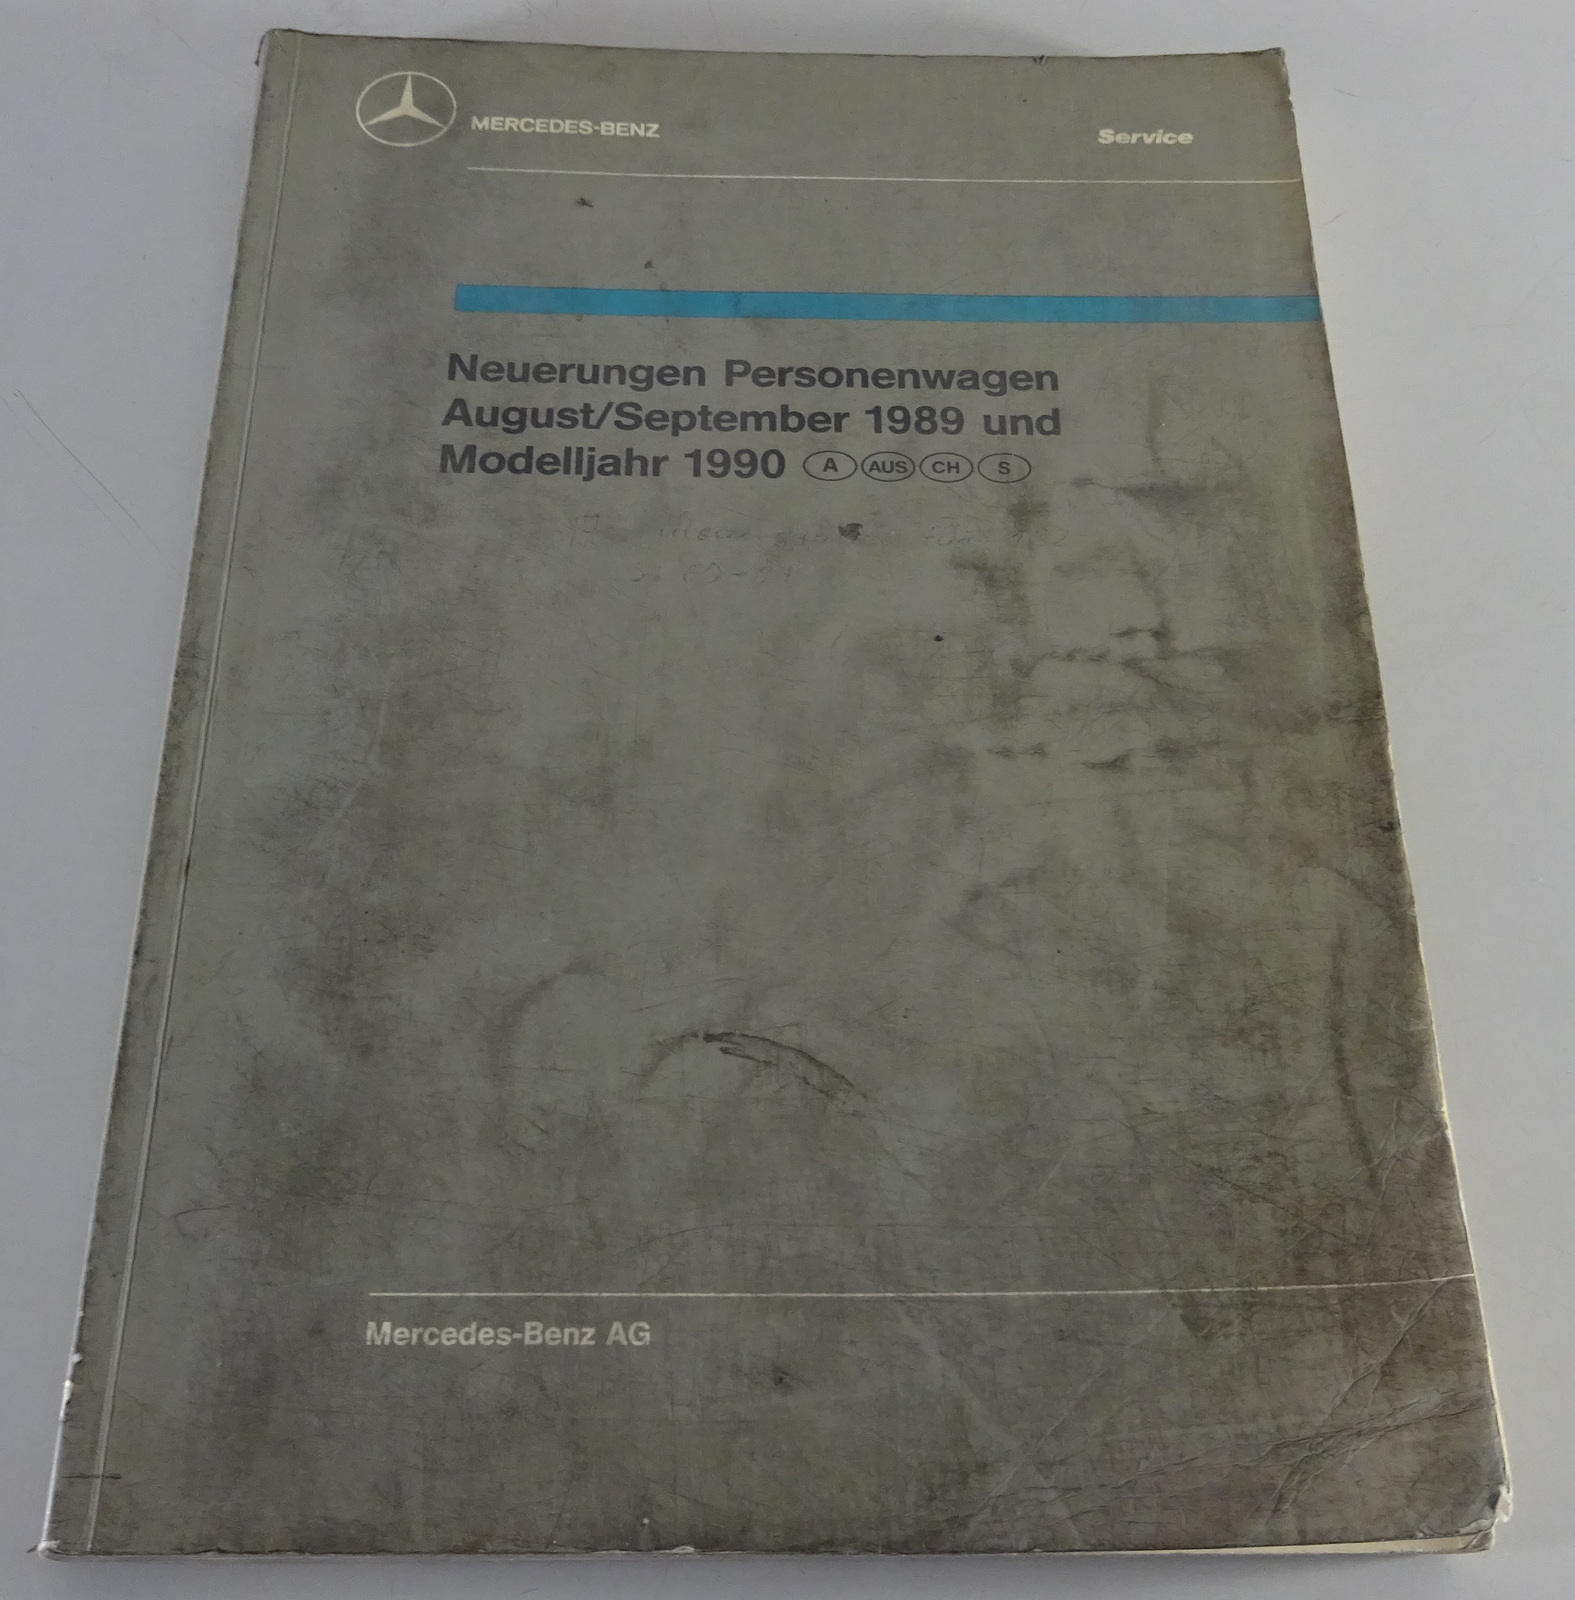 MERCEDES-BENZ
Service
Neuerungen Personenwagen
August/September 1989 und
Modelljahr 1990 A AUS CH S
Mercedes-Benz AG